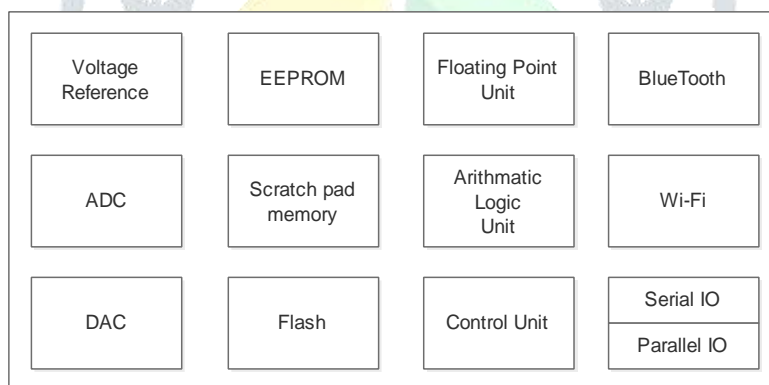 Voltage
Reference
EEPROM
Floating Point
Unit
BlueTooth
ADC
Scratch pad
memory
Arithmatic
Logic
Unit
Wi-Fi
DAC
Flash
Control Unit
Serial IO
Parallel IO